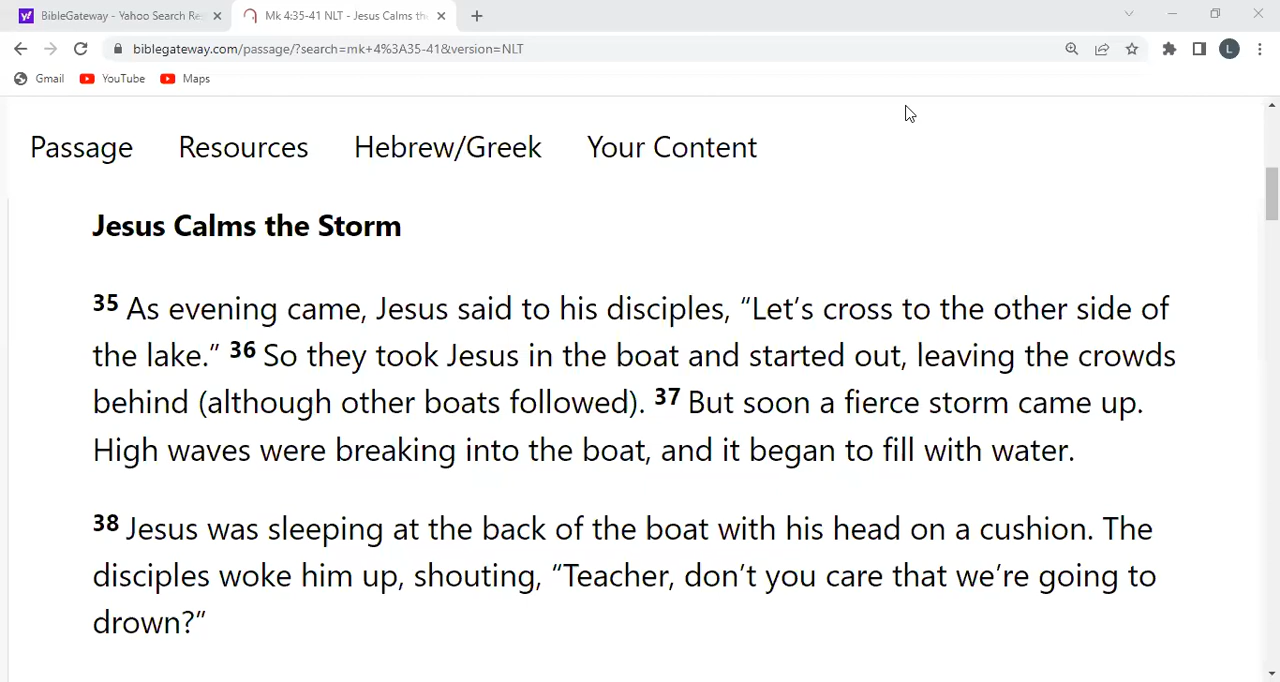 BibleGateway - Yahoo Search Res
Mk 4:35-41 NLT - Jesus Calms the
biblegateway.com/passage/?search=mk+4%3A35-41&version=NLT
L
Gmail YouTube Maps
Passage Resources Hebrew/Greek Your Content
Jesus Calms the Storm
35 As evening came, Jesus said to his disciples, “Let’s cross to the other side of
the lake.” 36 So they took Jesus in the boat and started out, leaving the crowds
behind (although other boats followed). 37 But soon a fierce storm came up.
High waves were breaking into the boat, and it began to fill with water.
38 Jesus was sleeping at the back of the boat with his head on a cushion. The
disciples woke him up, shouting, “Teacher, don’t you care that we’re going to
drown?”